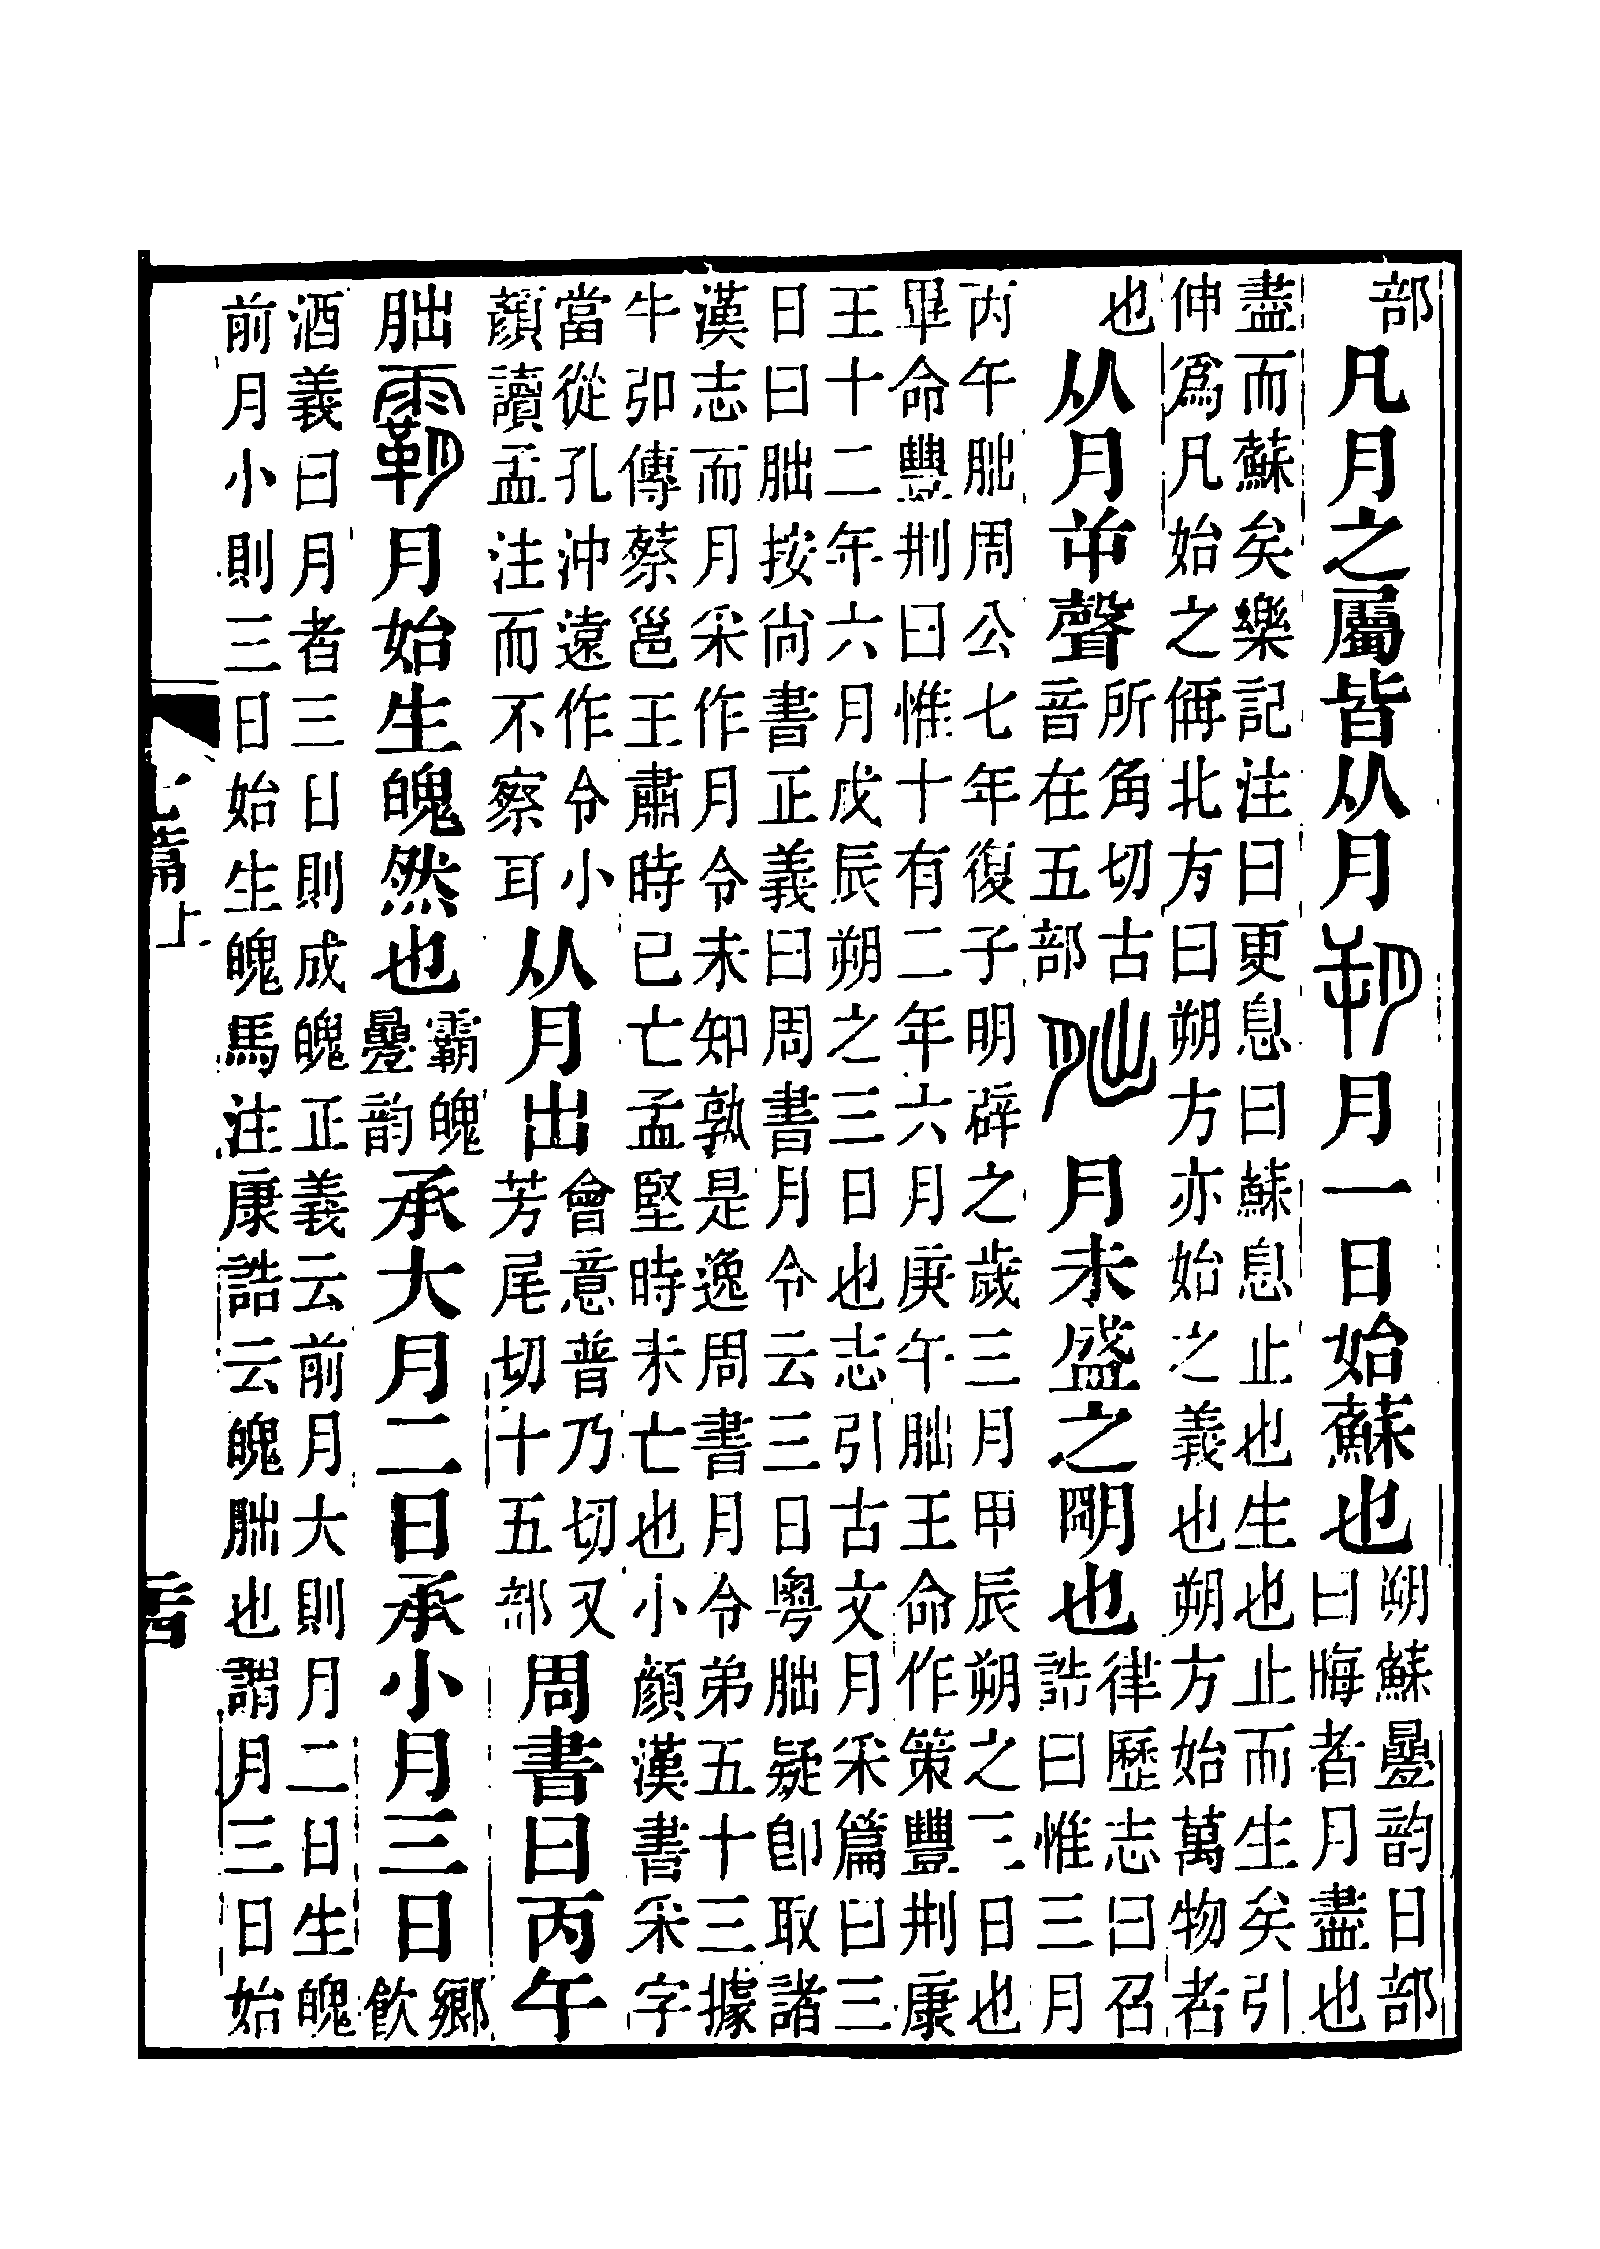 部凡月之屬皆从月朔月一日始蘇也朔蘇曡韵日部
曰晦者月盡也
盡而蘇矣樂記注曰更息曰蘇息止也生也止而生矣引
伸爲凡始之偁北方曰朔方亦始之義也朔方始萬物者
也从月屰聲所角切古
音在五部朏月未盛之朙也律歷志曰召
誥曰惟三月
丙午朏周公七年復子明辟之歲三月甲辰朔之三日也
畢命豐荆曰惟十有二年六月庚午朏王命作策豐荆康
王十二年六月戊辰朔之三日也志引古文月采篇曰三
日曰朏按尚書正義曰周書月令云三日粵朏疑卽取諸
漢志而月采作月令未知孰是逸周書月令弟五十三據
牛弘傳蔡邕王肅時已亡孟堅時未亡也小顏漢書采字
當從孔沖遠作令小
顏讀孟注而不察耳从月出會意普乃切又
芳尾切十五部周書曰丙午
朏霸月始生魄然也霸魄
曡韵承大月二日承小月三日鄉
飮
酒義曰月者三日則成魄正義云前月大則月二日生魄
前月小則三日始生魄馬注康誥云魄朏也謂月三日始
七篇上